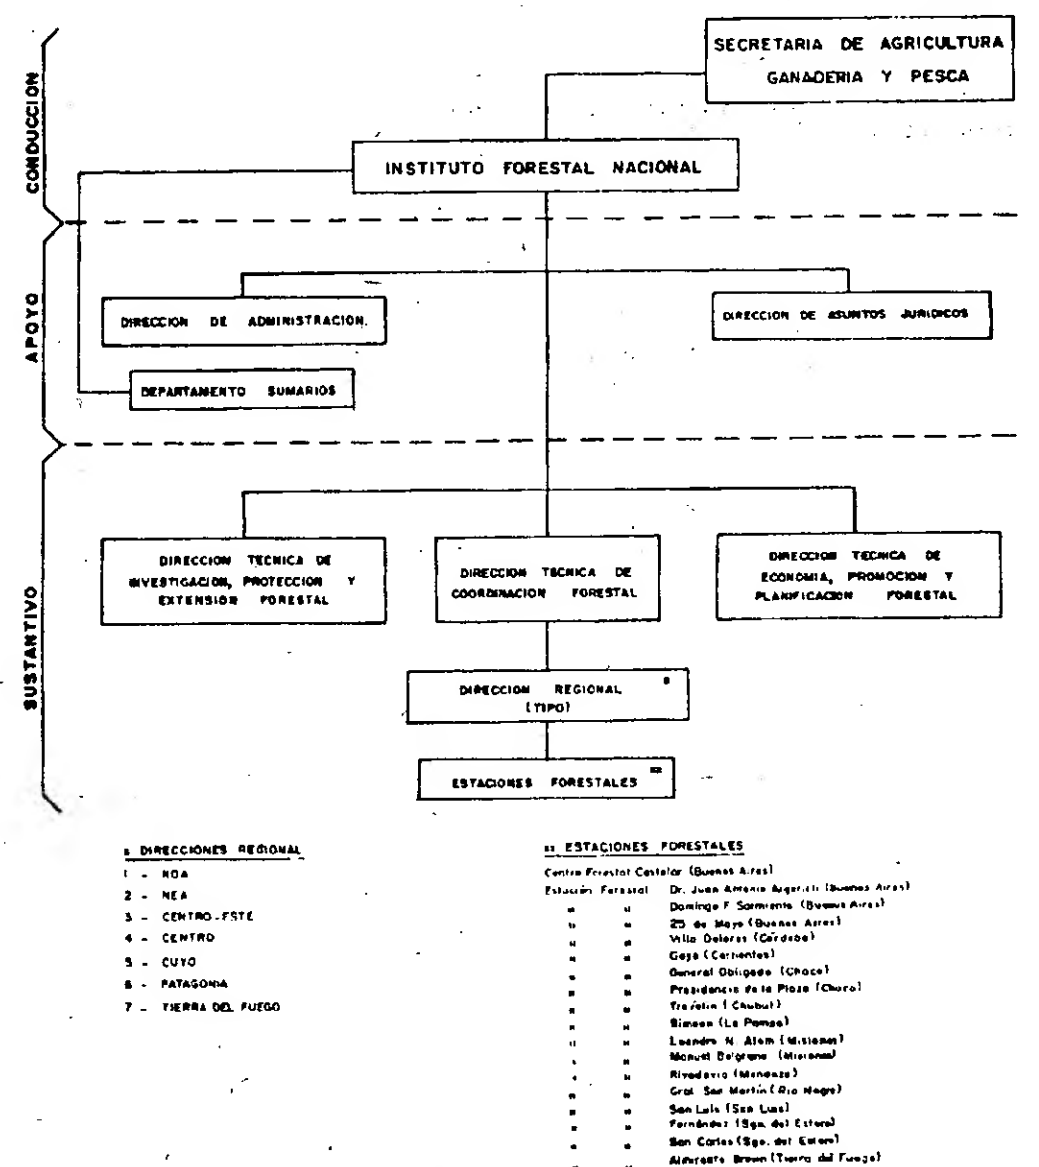 SECRETARIA DE AGRICULTURA
GANADERIA Y PESCA
CONDUCCION
INSTITUTO FORESTAL NACIONAL
APOYO
DIRECCION DE ADMINISTRACION.
DIRECCION DE ASUNTOS JURIDICOS
DEPARTAMENTO SUMARIOS
SUSTANTIVO
DIRECCION TECNICA DE
INVESTIGACION, PROTECCION Y
EXTENSION FORESTAL
DIRECCION TECNICA DE
COORDINACION FORESTAL
DIRECCION TECNICA DE
ECONOMIA, PROMOCION Y
PLANIFICACION FORESTAL
DIRECCION REGIONAL
(TIPO)
ESTACIONES FORESTALES
DIRECCIONES REGIONAL
1 - NOA
2 - NEA
3 - CENTRO-ESTE
4 - CENTRO
5 - CUYO
6 - PATAGONIA
7 - TIERRA DEL FUEGO
ESTACIONES FORESTALES
Centro Forestal Castelar (Buenos Aires)
Estación Forestal Dr. Juan Antonio (Buenos Aires)
" " Domingo F. Sarmiento (Buenos Aires)
" " 25 de Mayo (Buenos Aires)
" " Villa Dolores (Córdoba)
" " Goya (Corrientes)
" " General Obligado (Chaco)
" " Presidencia de la Plaza (Chaco)
" " Trevelin (Chubut)
" " (La Pampa)
" " Leandro N. Alem (Misiones)
" " Manuel Belgrano (Misiones)
" " Rivadavia (Mendoza)
" " Gral. San Martín (Rio Negro)
" " San Luis (San Luis)
" " Fernández (Sgo. del Estero)
" " San Carlos (Sgo. del Estero)
" " Almirante Brown (Tierra del Fuego)